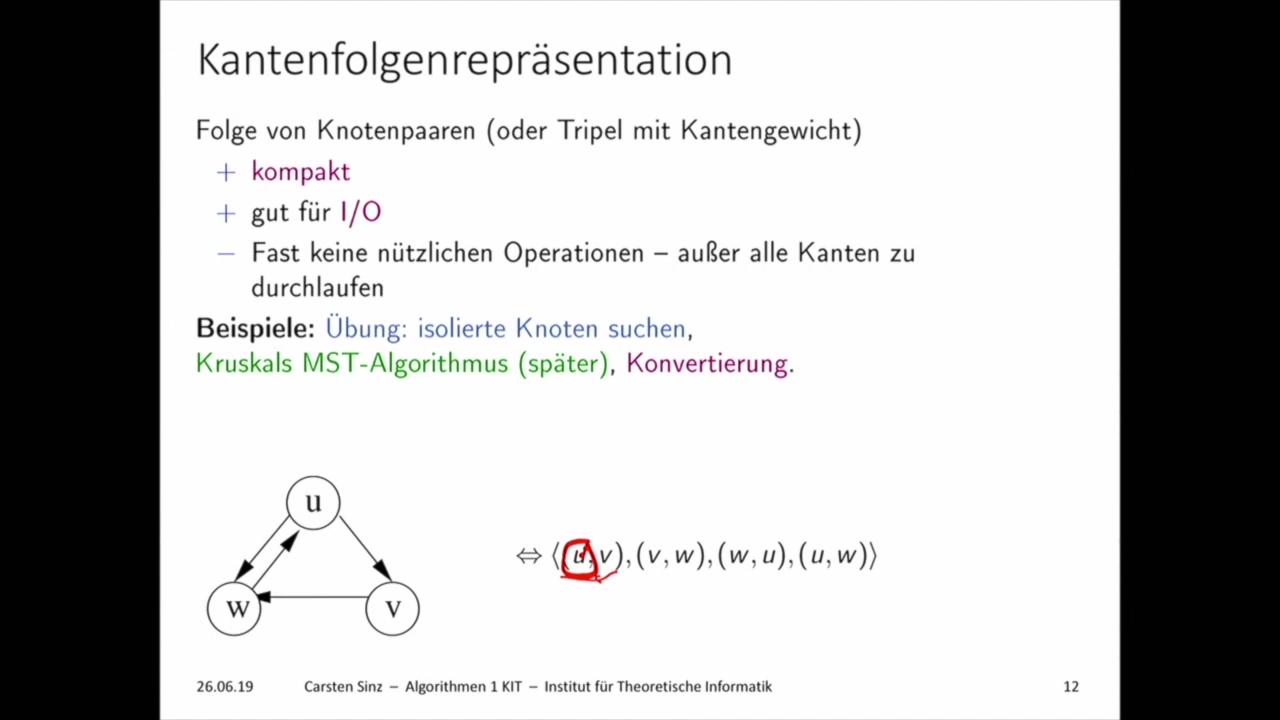 Kantenfolgenrepräsentation
Folge von Knotenpaaren (oder Tripel mit Kantengewicht)
+ kompakt
+ gut für I/O
− Fast keine nützlichen Operationen – außer alle Kanten zu
durchlaufen
Beispiele: Übung: isolierte Knoten suchen,
Kruskals MST-Algorithmus (später), Konvertierung.
u
⇔ ⟨(u,v),(v,w),(w,u),(u,w)⟩
w v
26.06.19 Carsten Sinz – Algorithmen 1 KIT – Institut für Theoretische Informatik 12